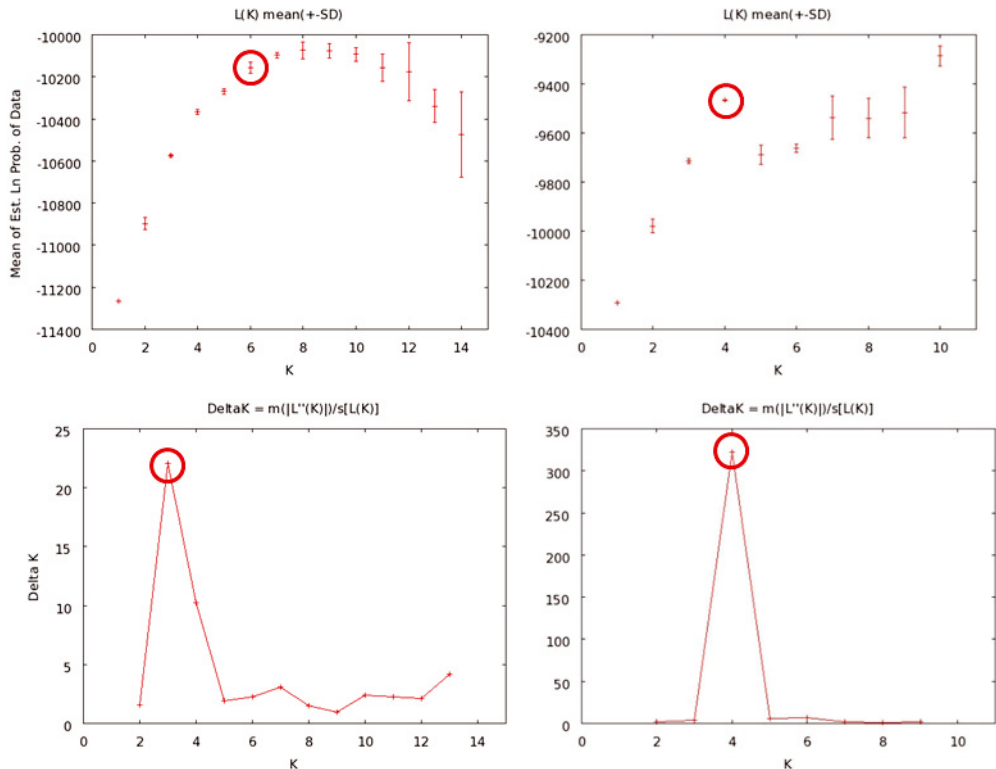 L(K) mean(+-SD)
Mean of Est. Ln Prob. of Data
-10000
-10200
-10400
-10600
-10800
-11000
-11200
-11400
0 2 4 6 8 10 12 14
K
L(K) mean(+-SD)
-9200
-9400
-9600
-9800
-10000
-10200
-10400
0 2 4 6 8 10
K
DeltaK = m(|L''(K)|)/s[L(K)]
Delta K
25
20
15
10
5
0
0 2 4 6 8 10 12 14
K
DeltaK = m(|L''(K)|)/s[L(K)]
350
300
250
200
150
100
50
0
0 2 4 6 8 10
K